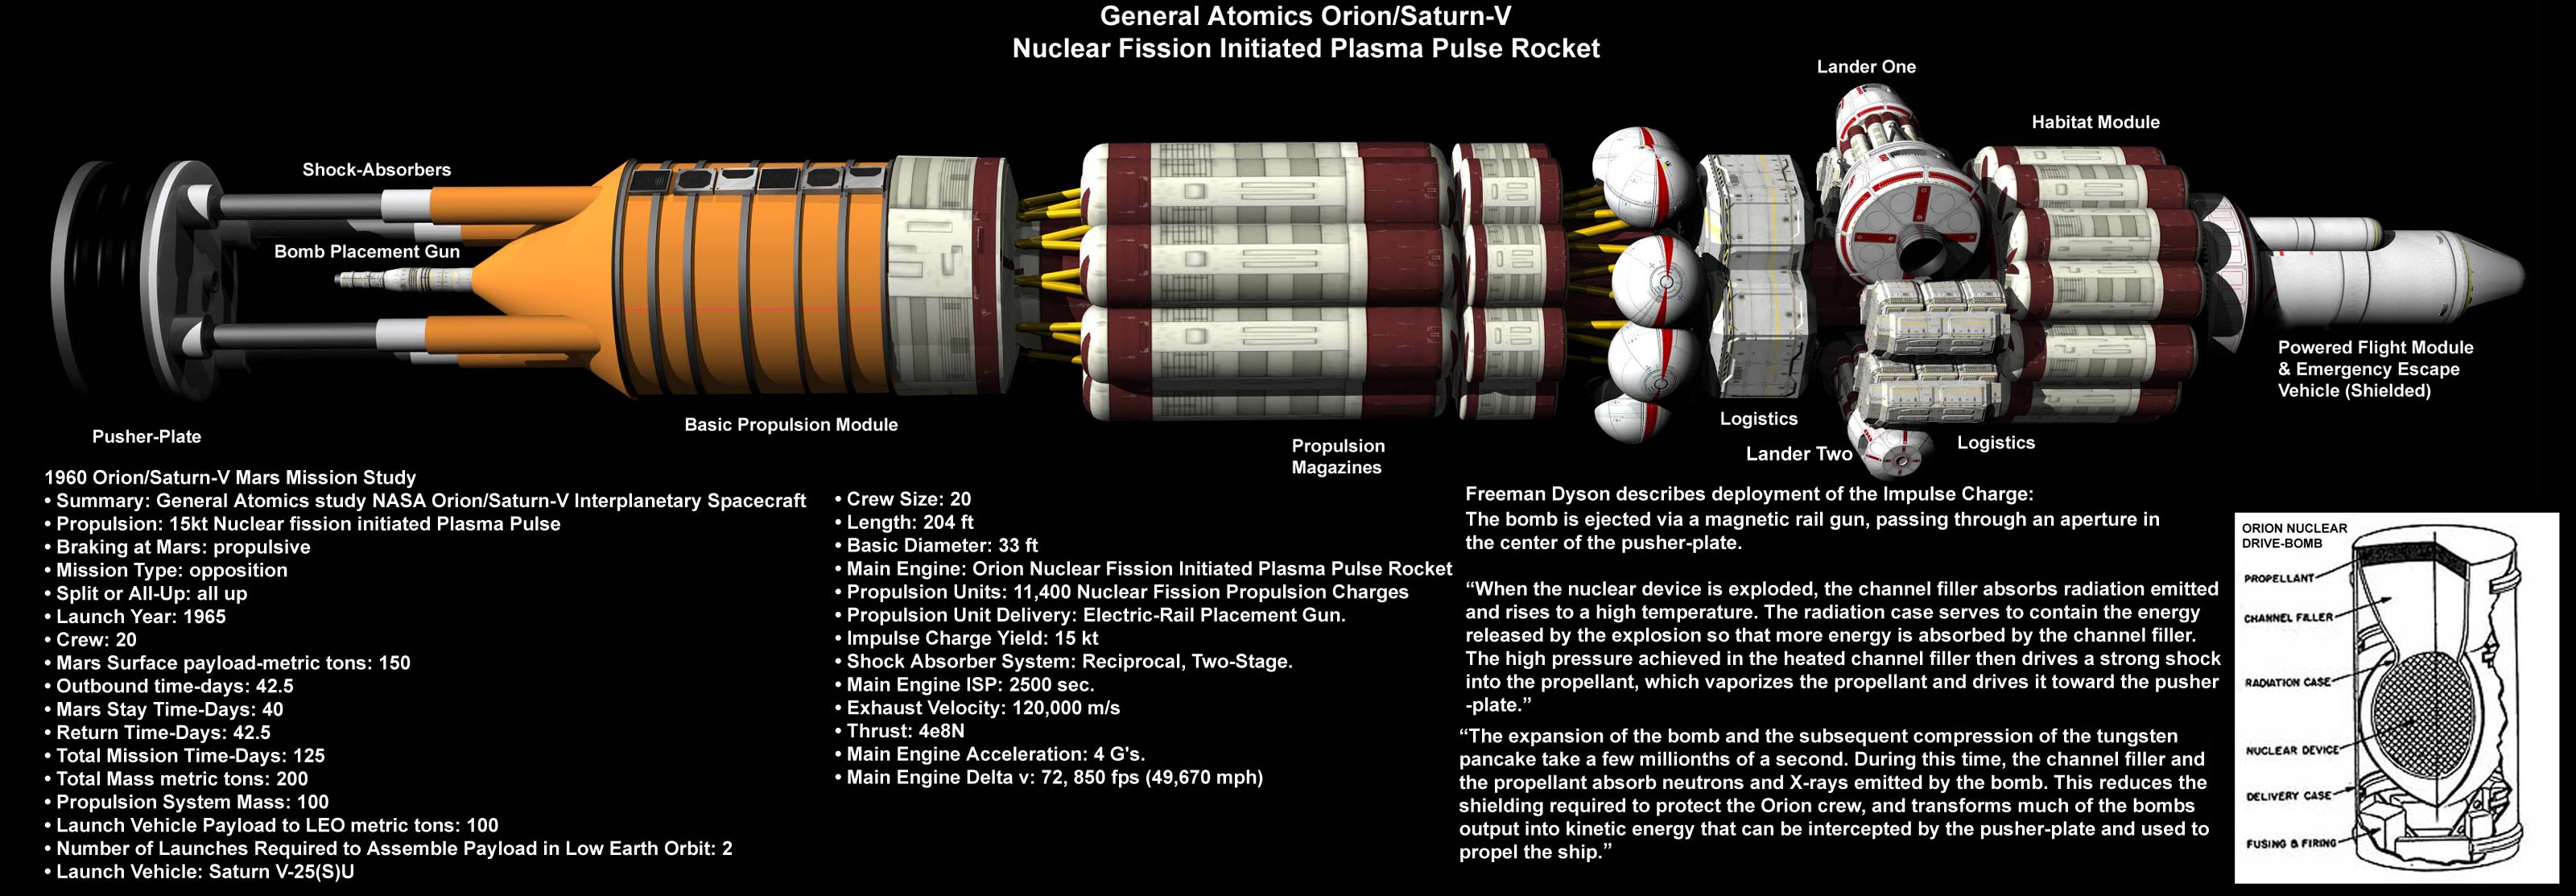 General Atomics Orion/Saturn-V
Nuclear Fission Initiated Plasma Pulse Rocket
Lander One
Habitat Module
Shock-Absorbers
Bomb Placement Gun
Powered Flight Module
& Emergency Escape
Vehicle (Shielded)
Pusher-Plate
Basic Propulsion Module
Propulsion
Magazines
Logistics
Lander Two
Logistics
1960 Orion/Saturn-V Mars Mission Study
• Summary: General Atomics study NASA Orion/Saturn-V Interplanetary Spacecraft
• Propulsion: 15kt Nuclear fission initiated Plasma Pulse
• Braking at Mars: propulsive
• Mission Type: opposition
• Split or All-Up: all up
• Launch Year: 1965
• Crew: 20
• Mars Surface payload-metric tons: 150
• Outbound time-days: 42.5
• Mars Stay Time-Days: 40
• Return Time-Days: 42.5
• Total Mission Time-Days: 125
• Total Mass metric tons: 200
• Propulsion System Mass: 100
• Launch Vehicle Payload to LEO metric tons: 100
• Number of Launches Required to Assemble Payload in Low Earth Orbit: 2
• Launch Vehicle: Saturn V-25(S)U
• Crew Size: 20
• Length: 204 ft
• Basic Diameter: 33 ft
• Main Engine: Orion Nuclear Fission Initiated Plasma Pulse Rocket
• Propulsion Units: 11,400 Nuclear Fission Propulsion Charges
• Propulsion Unit Delivery: Electric-Rail Placement Gun.
• Impulse Charge Yield: 15 kt
• Shock Absorber System: Reciprocal, Two-Stage.
• Main Engine ISP: 2500 sec.
• Exhaust Velocity: 120,000 m/s
• Thrust: 4e8N
• Main Engine Acceleration: 4 G's.
• Main Engine Delta v: 72, 850 fps (49,670 mph)
Freeman Dyson describes deployment of the Impulse Charge:
The bomb is ejected via a magnetic rail gun, passing through an aperture in
the center of the pusher-plate.
“When the nuclear device is exploded, the channel filler absorbs radiation emitted
and rises to a high temperature. The radiation case serves to contain the energy
released by the explosion so that more energy is absorbed by the channel filler.
The high pressure achieved in the heated channel filler then drives a strong shock
into the propellant, which vaporizes the propellant and drives it toward the pusher
-plate.”
“The expansion of the bomb and the subsequent compression of the tungsten
pancake take a few millionths of a second. During this time, the channel filler and
the propellant absorb neutrons and X-rays emitted by the bomb. This reduces the
shielding required to protect the Orion crew, and transforms much of the bombs
output into kinetic energy that can be intercepted by the pusher-plate and used to
propel the ship.”
ORION NUCLEAR
DRIVE-BOMB
PROPELLANT
CHANNEL FILLER
RADIATION CASE
NUCLEAR DEVICE
DELIVERY CASE
FUSING & FIRING